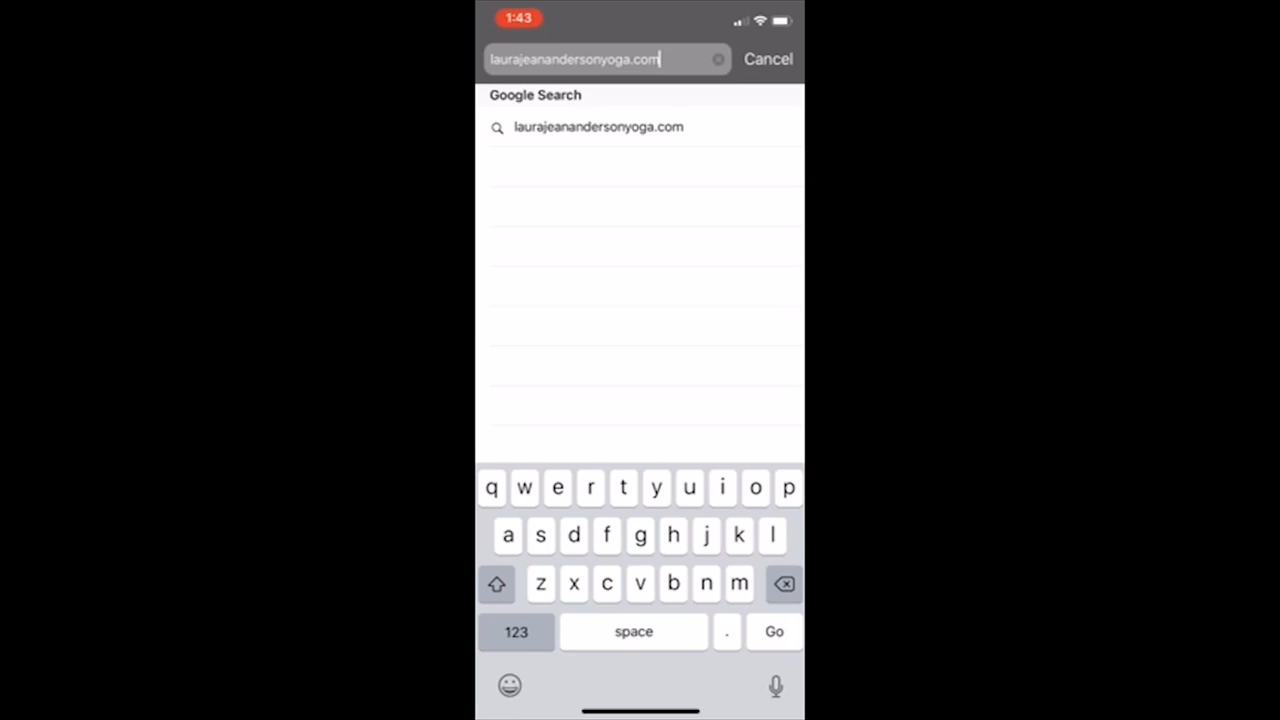 1:43
laurajeanandersonyoga.com
Cancel
Google Search
laurajeanandersonyoga.com
q w e r t y u i o p
a s d f g h j k l
z x c v b n m
123 space . Go